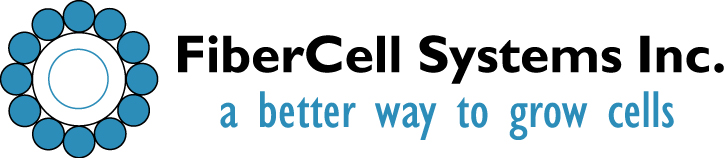 FiberCell Systems Inc.
a better way to grow cells